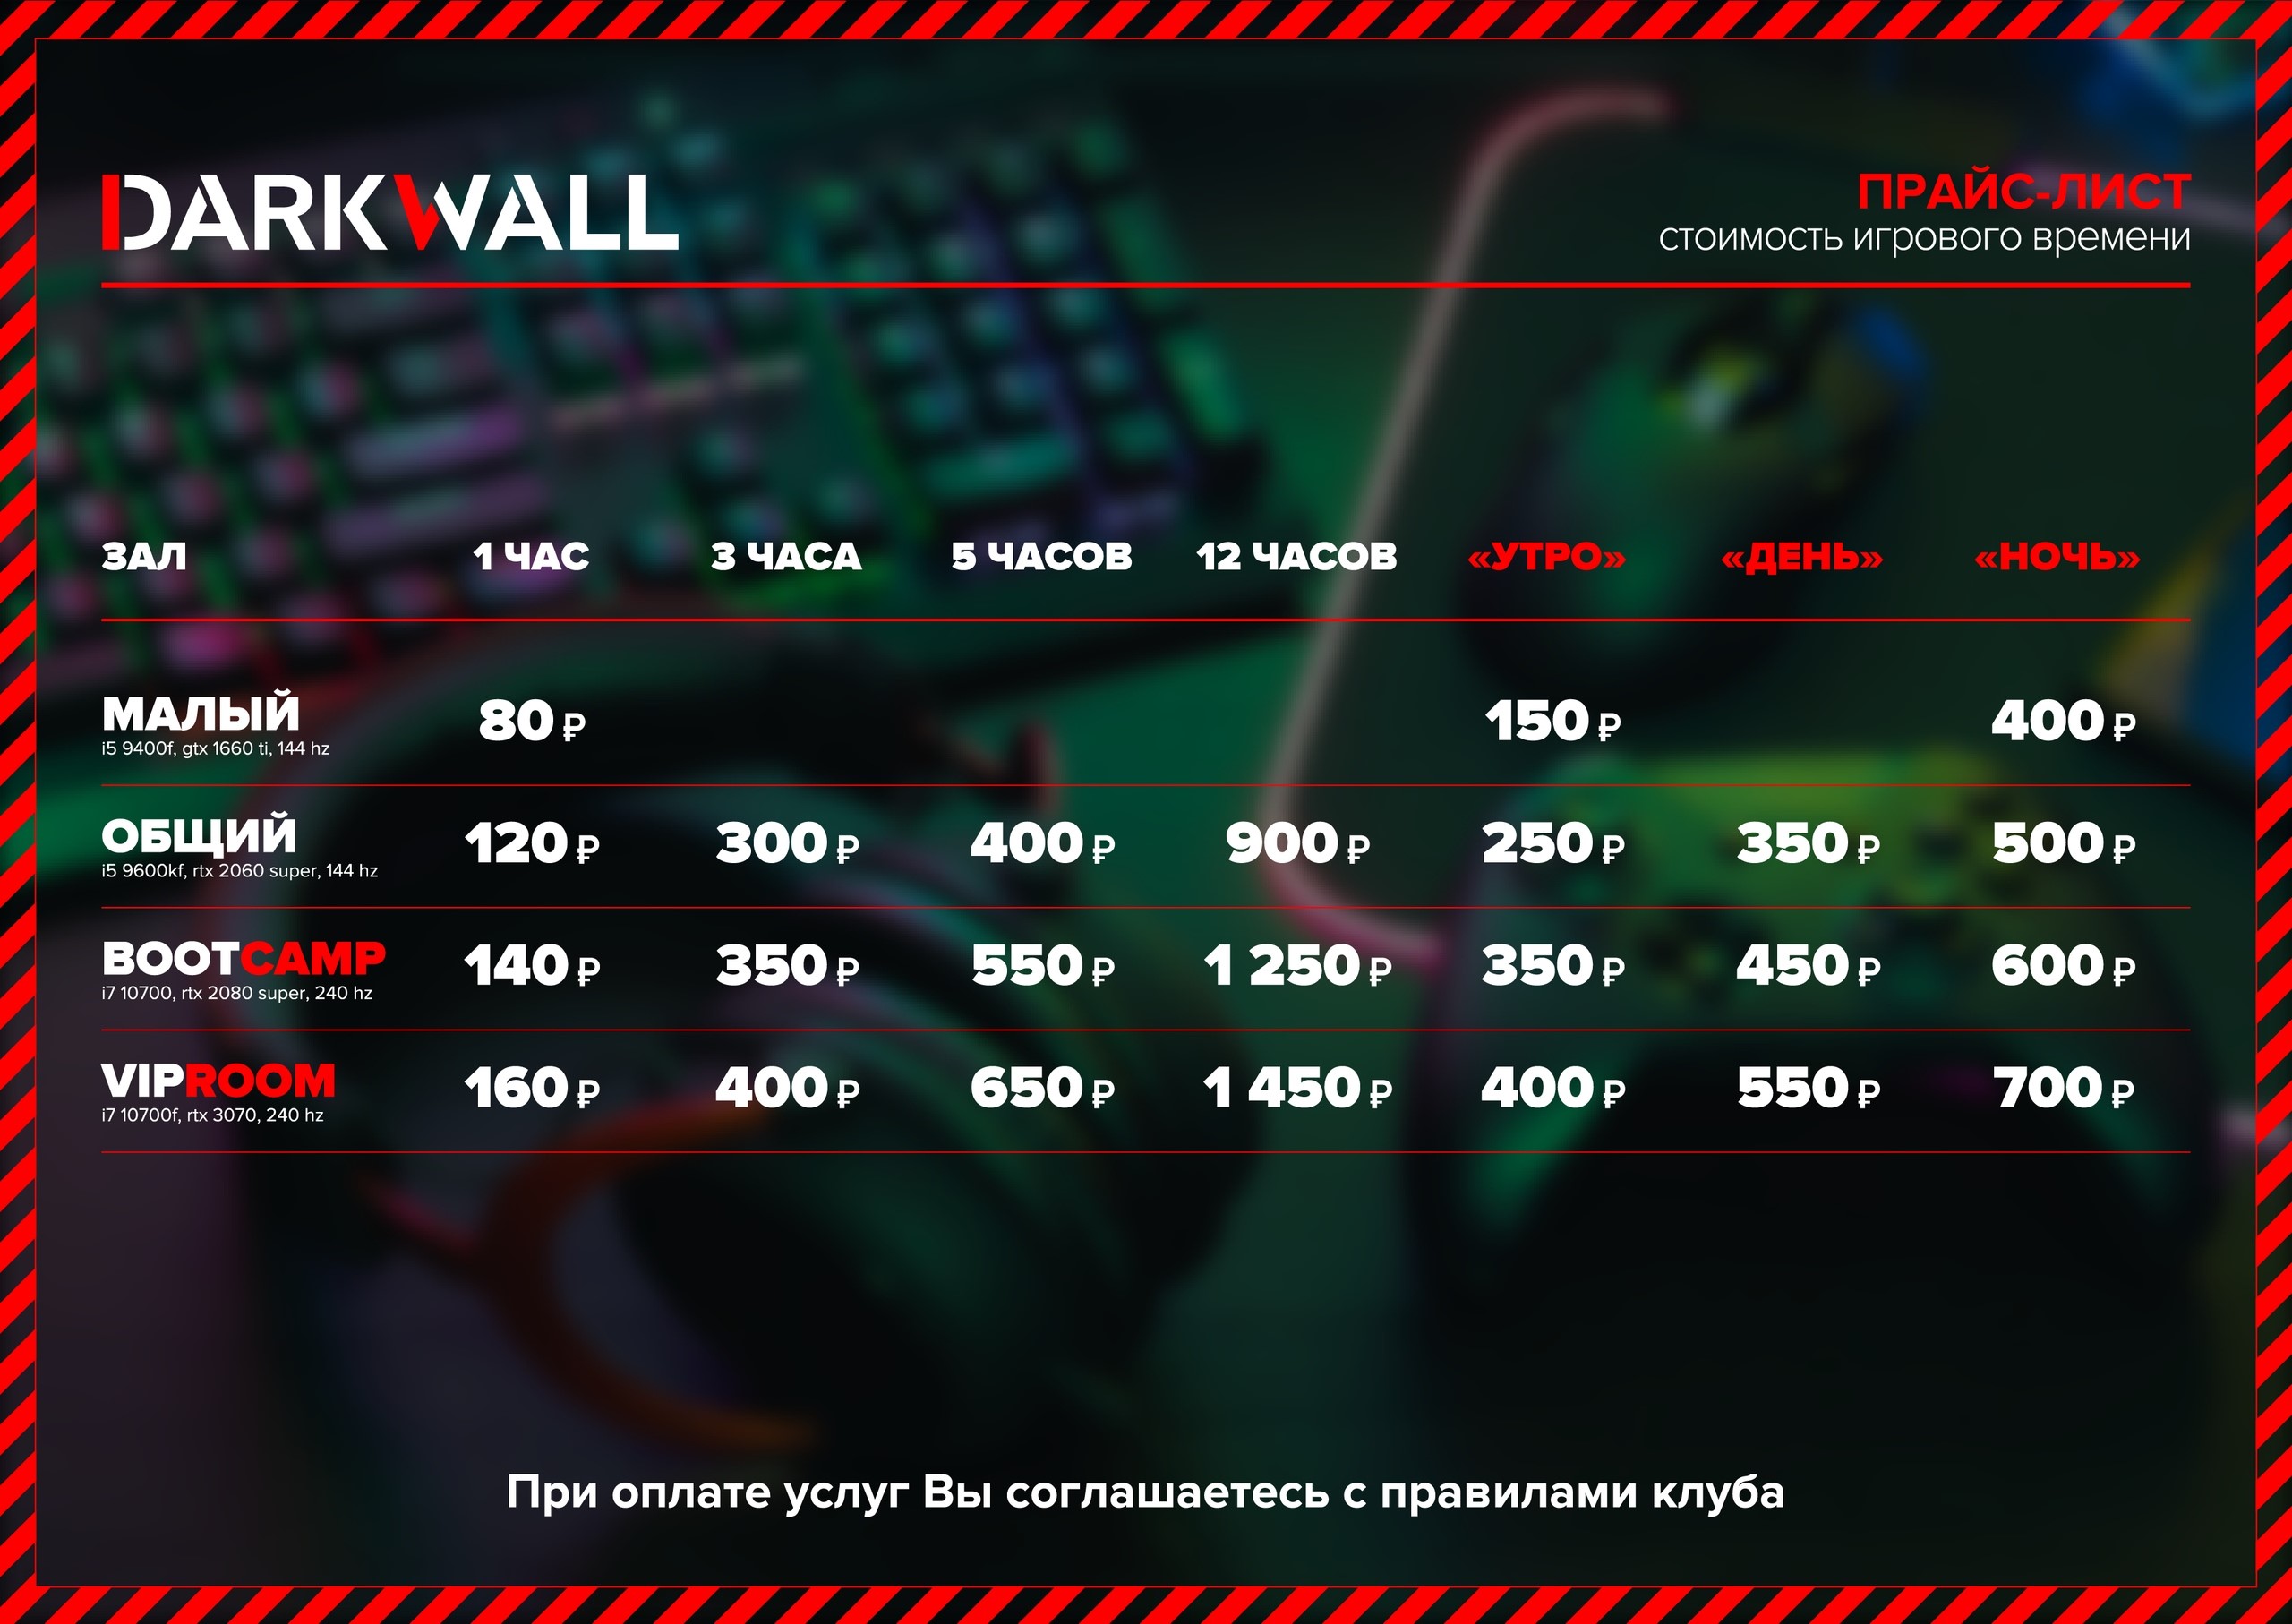 DARKWALL
ПРАЙС-ЛИСТ
стоимость игрового времени
ЗАЛ 1 ЧАС 3 ЧАСА 5 ЧАСОВ 12 ЧАСОВ «УТРО» «ДЕНЬ» «НОЧЬ»
МАЛЫЙ 80 ₽ 150 ₽ 400 ₽
i5 9400f, gtx 1660 ti, 144 hz
ОБЩИЙ 120 ₽ 300 ₽ 400 ₽ 900 ₽ 250 ₽ 350 ₽ 500 ₽
i5 9600kf, rtx 2060 super, 144 hz
BOOTCAMP 140 ₽ 350 ₽ 550 ₽ 1 250 ₽ 350 ₽ 450 ₽ 600 ₽
i7 10700, rtx 2080 super, 240 hz
VIPROOM 160 ₽ 400 ₽ 650 ₽ 1 450 ₽ 400 ₽ 550 ₽ 700 ₽
i7 10700f, rtx 3070, 240 hz
При оплате услуг Вы соглашаетесь с правилами клуба